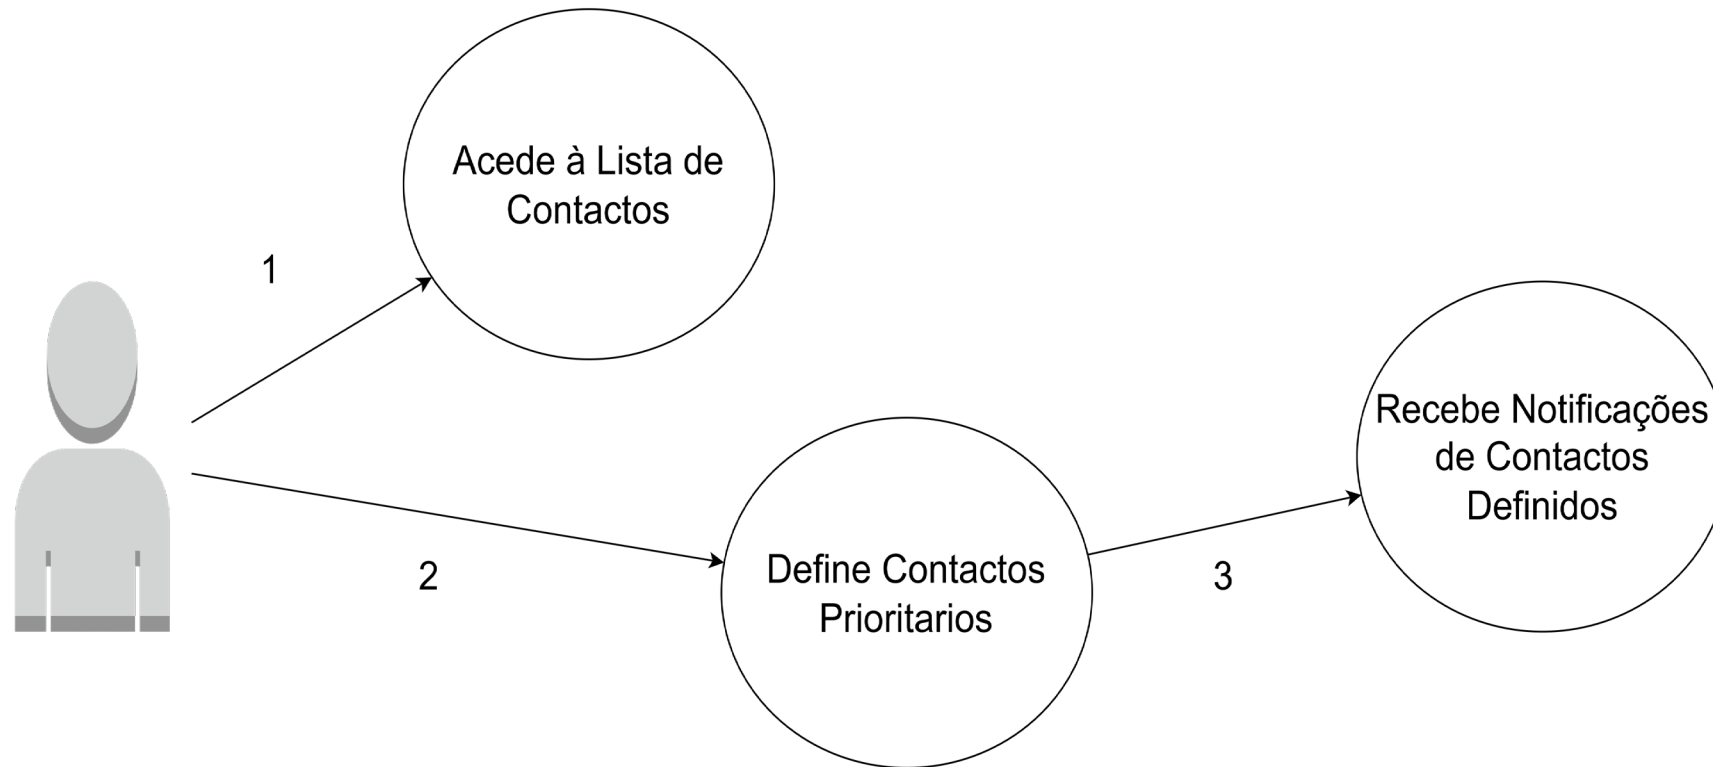 Acede à Lista de
Contactos
1
2
Define Contactos
Prioritarios
3
Recebe Notificações
de Contactos
Definidos